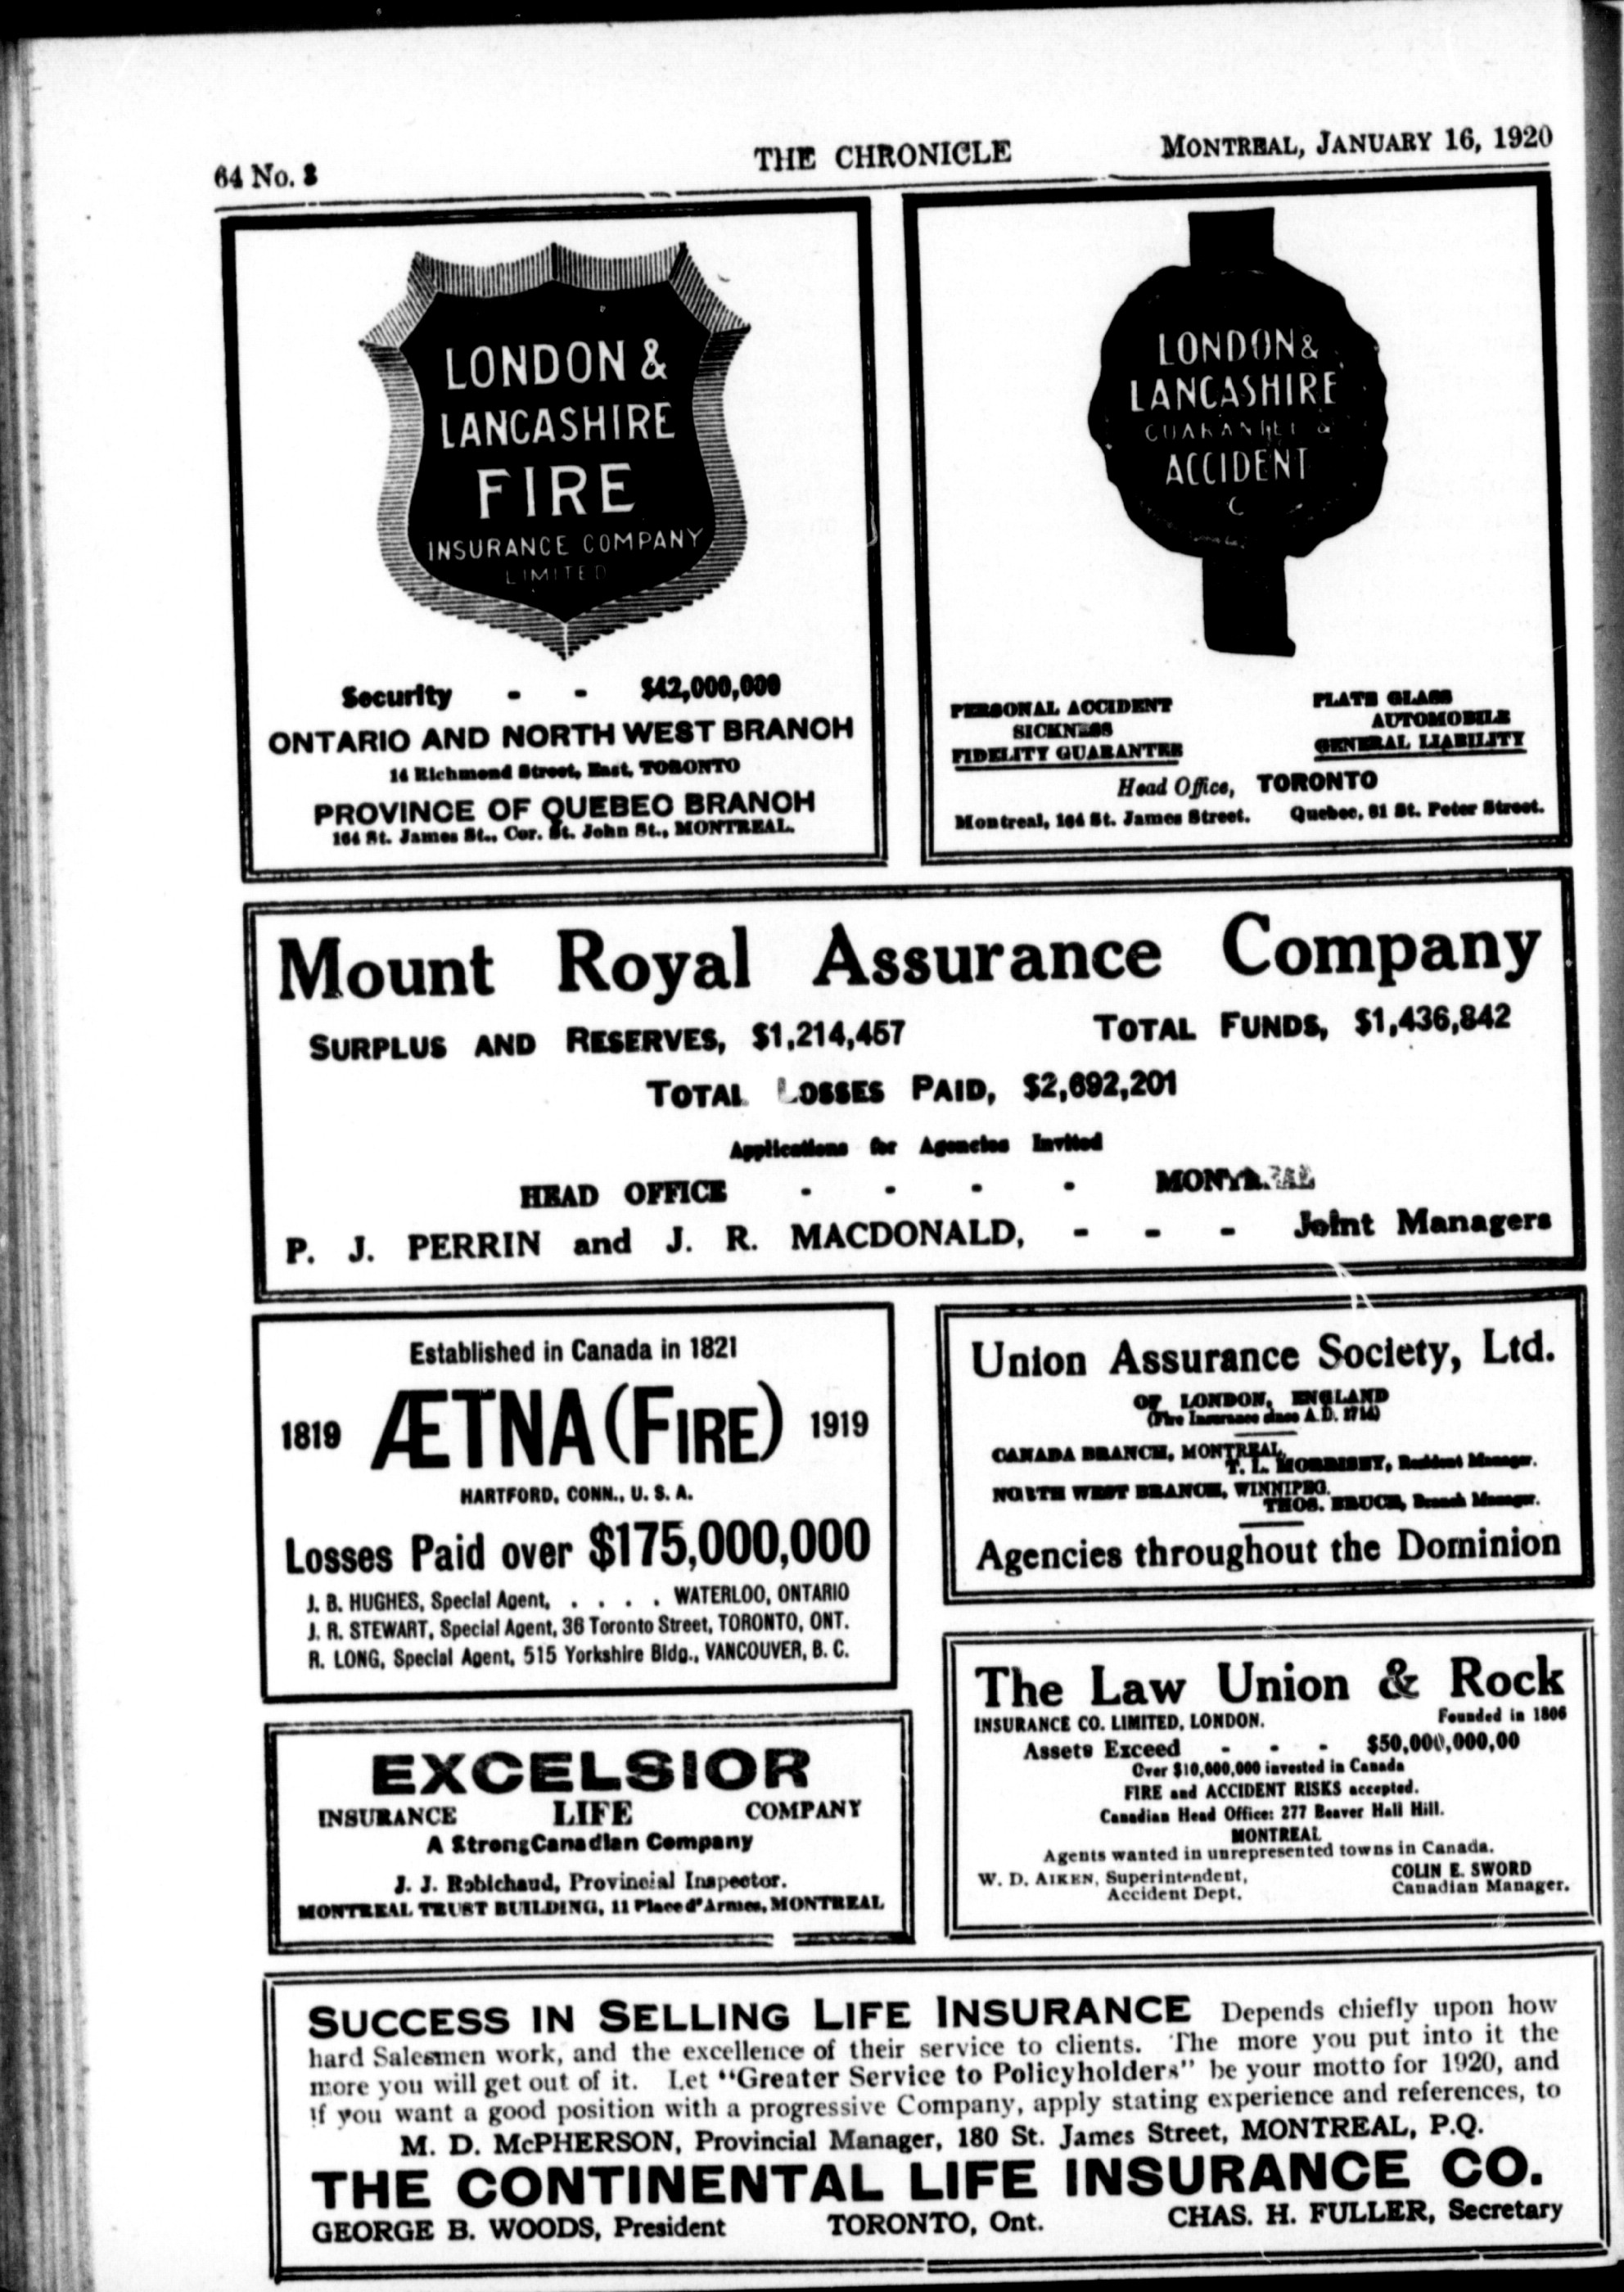 64 No. 3
THE CHRONICLE
MONTREAL, JANUARY 16, 1920
LONDON &
LANCASHIRE
FIRE
INSURANCE COMPANY
LIMITED
Security - - $42,000,000
ONTARIO AND NORTH WEST BRANCH
14 Richmond Street, East, TORONTO
PROVINCE OF QUEBEC BRANCH
164 St. James St., Cor. St. John St., MONTREAL.
LONDON &
LANCASHIRE
GUARANTEE &
ACCIDENT
C
PERSONAL ACCIDENT
SICKNESS
FIDELITY GUARANTEE
PLATE GLASS
AUTOMOBILE
GENERAL LIABILITY
Head Office, TORONTO
Montreal, 164 St. James Street. Quebec, 81 St. Peter Street.
Mount Royal Assurance Company
SURPLUS AND RESERVES, $1,214,457 TOTAL FUNDS, $1,436,842
TOTAL LOSSES PAID, $2,692,201
Applications for Agencies Invited
HEAD OFFICE - - - - MONTREAL
P. J. PERRIN and J. R. MACDONALD, - - - Joint Managers
Established in Canada in 1821
1819 ÆTNA (FIRE) 1919
HARTFORD, CONN., U. S. A.
Losses Paid over $175,000,000
J. B. HUGHES, Special Agent, . . . . WATERLOO, ONTARIO
J. R. STEWART, Special Agent, 36 Toronto Street, TORONTO, ONT.
R. LONG, Special Agent, 515 Yorkshire Bldg., VANCOUVER, B. C.
Union Assurance Society, Ltd.
OF LONDON, ENGLAND
(Fire Insurance since A.D. 1714)
CANADA BRANCH, MONTREAL,
T. L. MORRISEY, Resident Manager.
NORTH WEST BRANCH, WINNIPEG.
THOS. BRUCE, Branch Manager.
Agencies throughout the Dominion
The Law Union & Rock
INSURANCE CO. LIMITED, LONDON. Founded in 1806
Assets Exceed - - - $50,000,000,00
Over $10,000,000 invested in Canada
FIRE and ACCIDENT RISKS accepted.
Canadian Head Office: 277 Beaver Hall Hill.
MONTREAL
Agents wanted in unrepresented towns in Canada.
W. D. AIKEN, Superintendent,
Accident Dept.
COLIN E. SWORD
Canadian Manager.
EXCELSIOR
INSURANCE LIFE COMPANY
A StrongCanadian Company
J. J. Robichaud, Provincial Inspector.
MONTREAL TRUST BUILDING, 11 Place d'Armes, MONTREAL
SUCCESS IN SELLING LIFE INSURANCE Depends chiefly upon how
hard Salesmen work, and the excellence of their service to clients. The more you put into it the
more you will get out of it. Let "Greater Service to Policyholders" be your motto for 1920, and
if you want a good position with a progressive Company, apply stating experience and references, to
M. D. McPHERSON, Provincial Manager, 180 St. James Street, MONTREAL, P.Q.
THE CONTINENTAL LIFE INSURANCE CO.
GEORGE B. WOODS, President TORONTO, Ont. CHAS. H. FULLER, Secretary